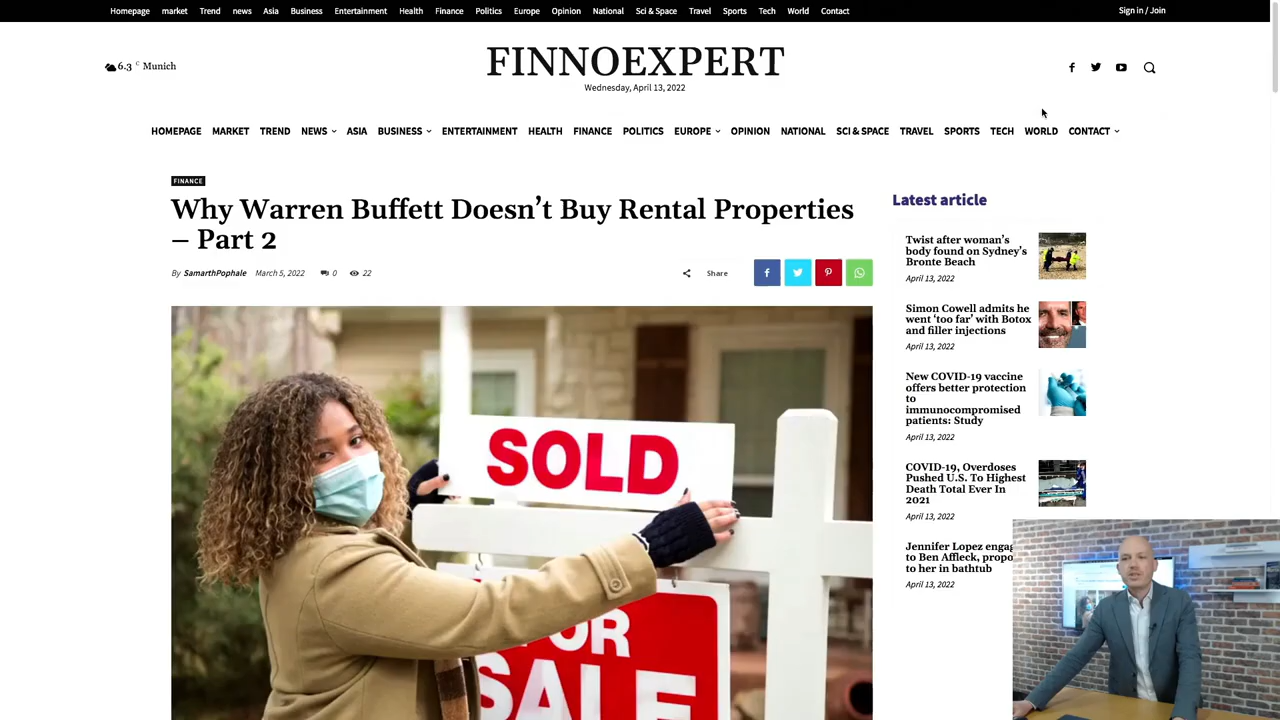 Homepage market Trend news Asia Business Entertainment Health Finance Politics Europe Opinion National Sci & Space Travel Sports Tech World Contact Sign in / Join
6.3 C Munich
FINNOEXPERT
Wednesday, April 13, 2022
HOMEPAGE MARKET TREND NEWS ASIA BUSINESS ENTERTAINMENT HEALTH FINANCE POLITICS EUROPE OPINION NATIONAL SCI & SPACE TRAVEL SPORTS TECH WORLD CONTACT
FINANCE
Why Warren Buffett Doesn’t Buy Rental Properties
– Part 2
By SamarthPophale March 5, 2022 0 22
Share
SOLD
FOR
SALE
Latest article
Twist after woman’s
body found on Sydney’s
Bronte Beach
April 13, 2022
Simon Cowell admits he
went ‘too far’ with Botox
and filler injections
April 13, 2022
New COVID-19 vaccine
offers better protection
to
immunocompromised
patients: Study
April 13, 2022
COVID-19, Overdoses
Pushed U.S. To Highest
Death Total Ever In
2021
April 13, 2022
Jennifer Lopez engag
to Ben Affleck, propo
to her in bathtub
April 13, 2022